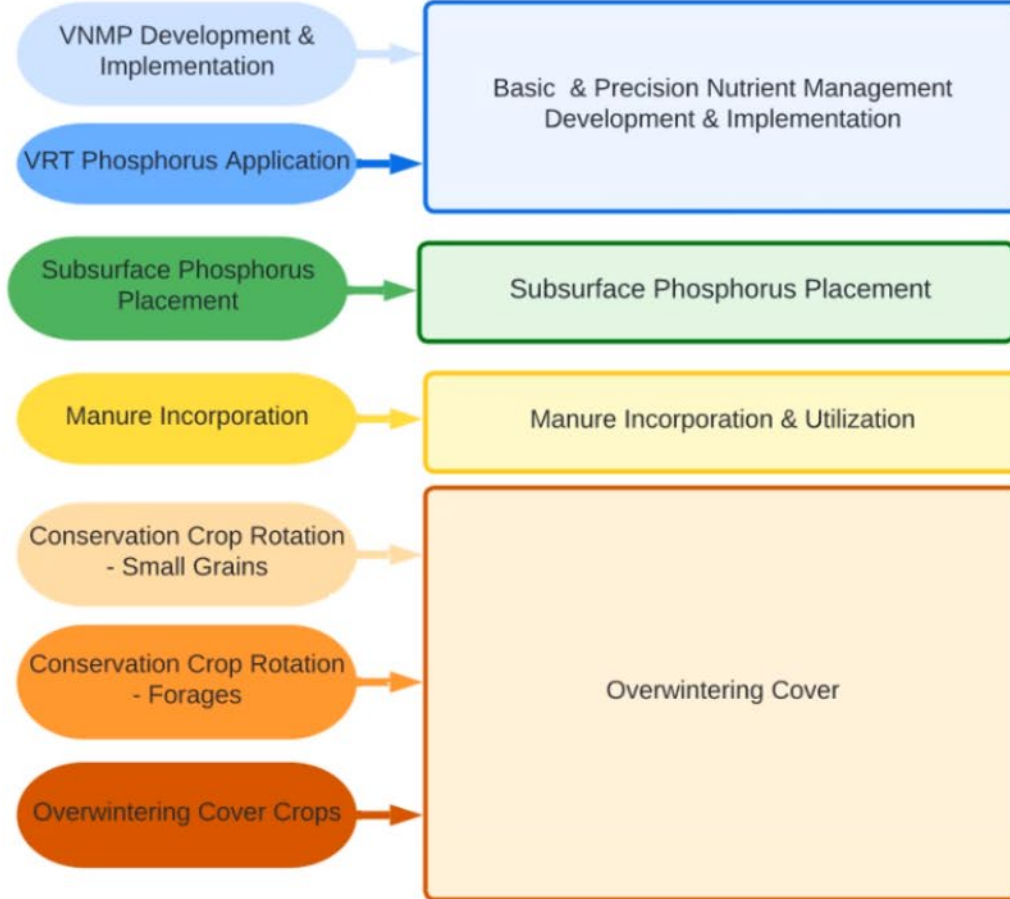 VNMP Development &
Implementation
Basic & Precision Nutrient Management
Development & Implementation
VRT Phosphorus Application
Subsurface Phosphorus
Placement
Subsurface Phosphorus Placement
Manure Incorporation
Manure Incorporation & Utilization
Conservation Crop Rotation
- Small Grains
Conservation Crop Rotation
- Forages
Overwintering Cover
Overwintering Cover Crops